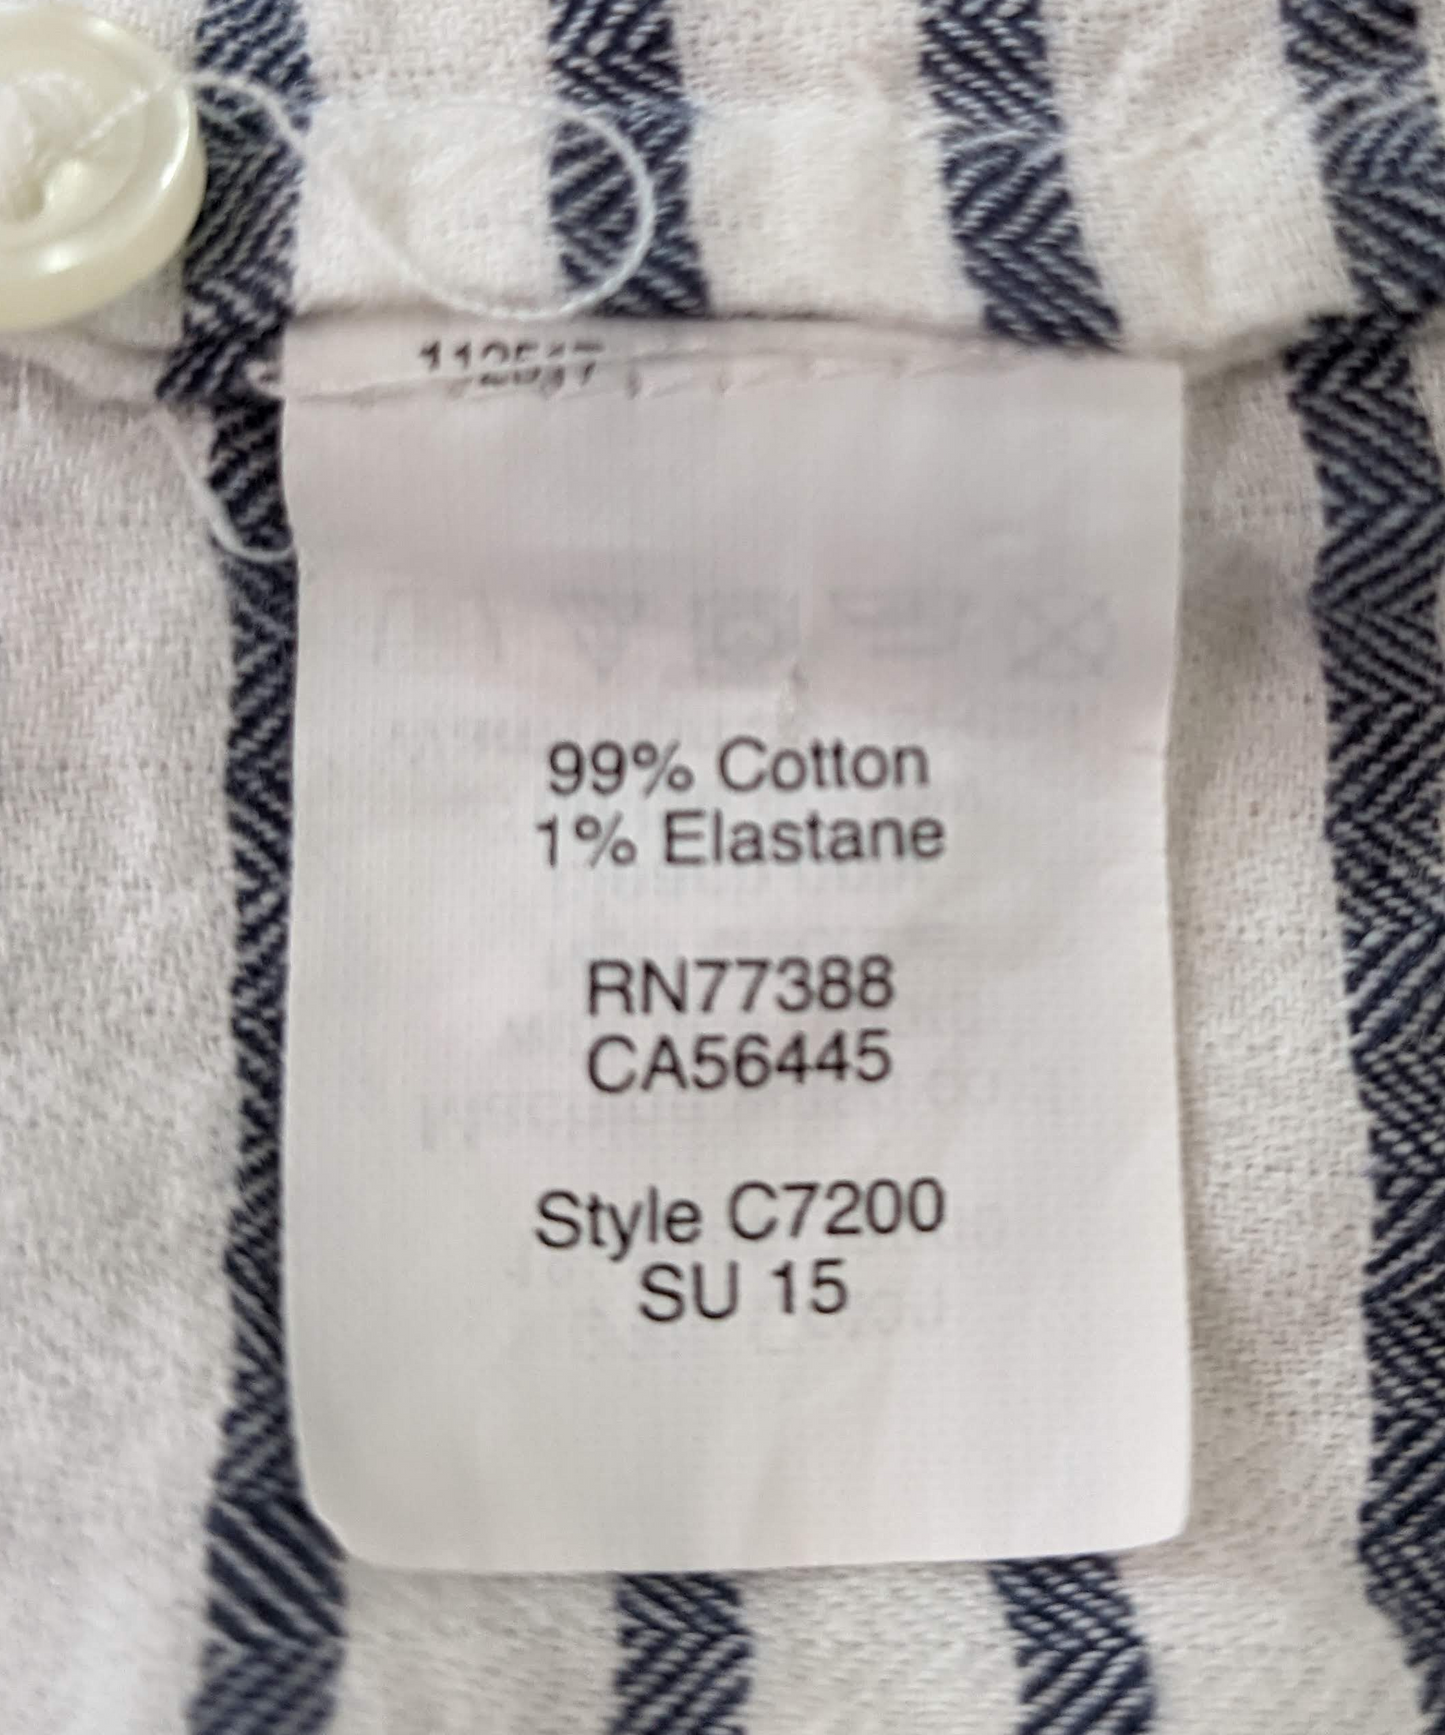 99% Cotton
1% Elastane
RN77388
CA56445
Style C7200
SU 15